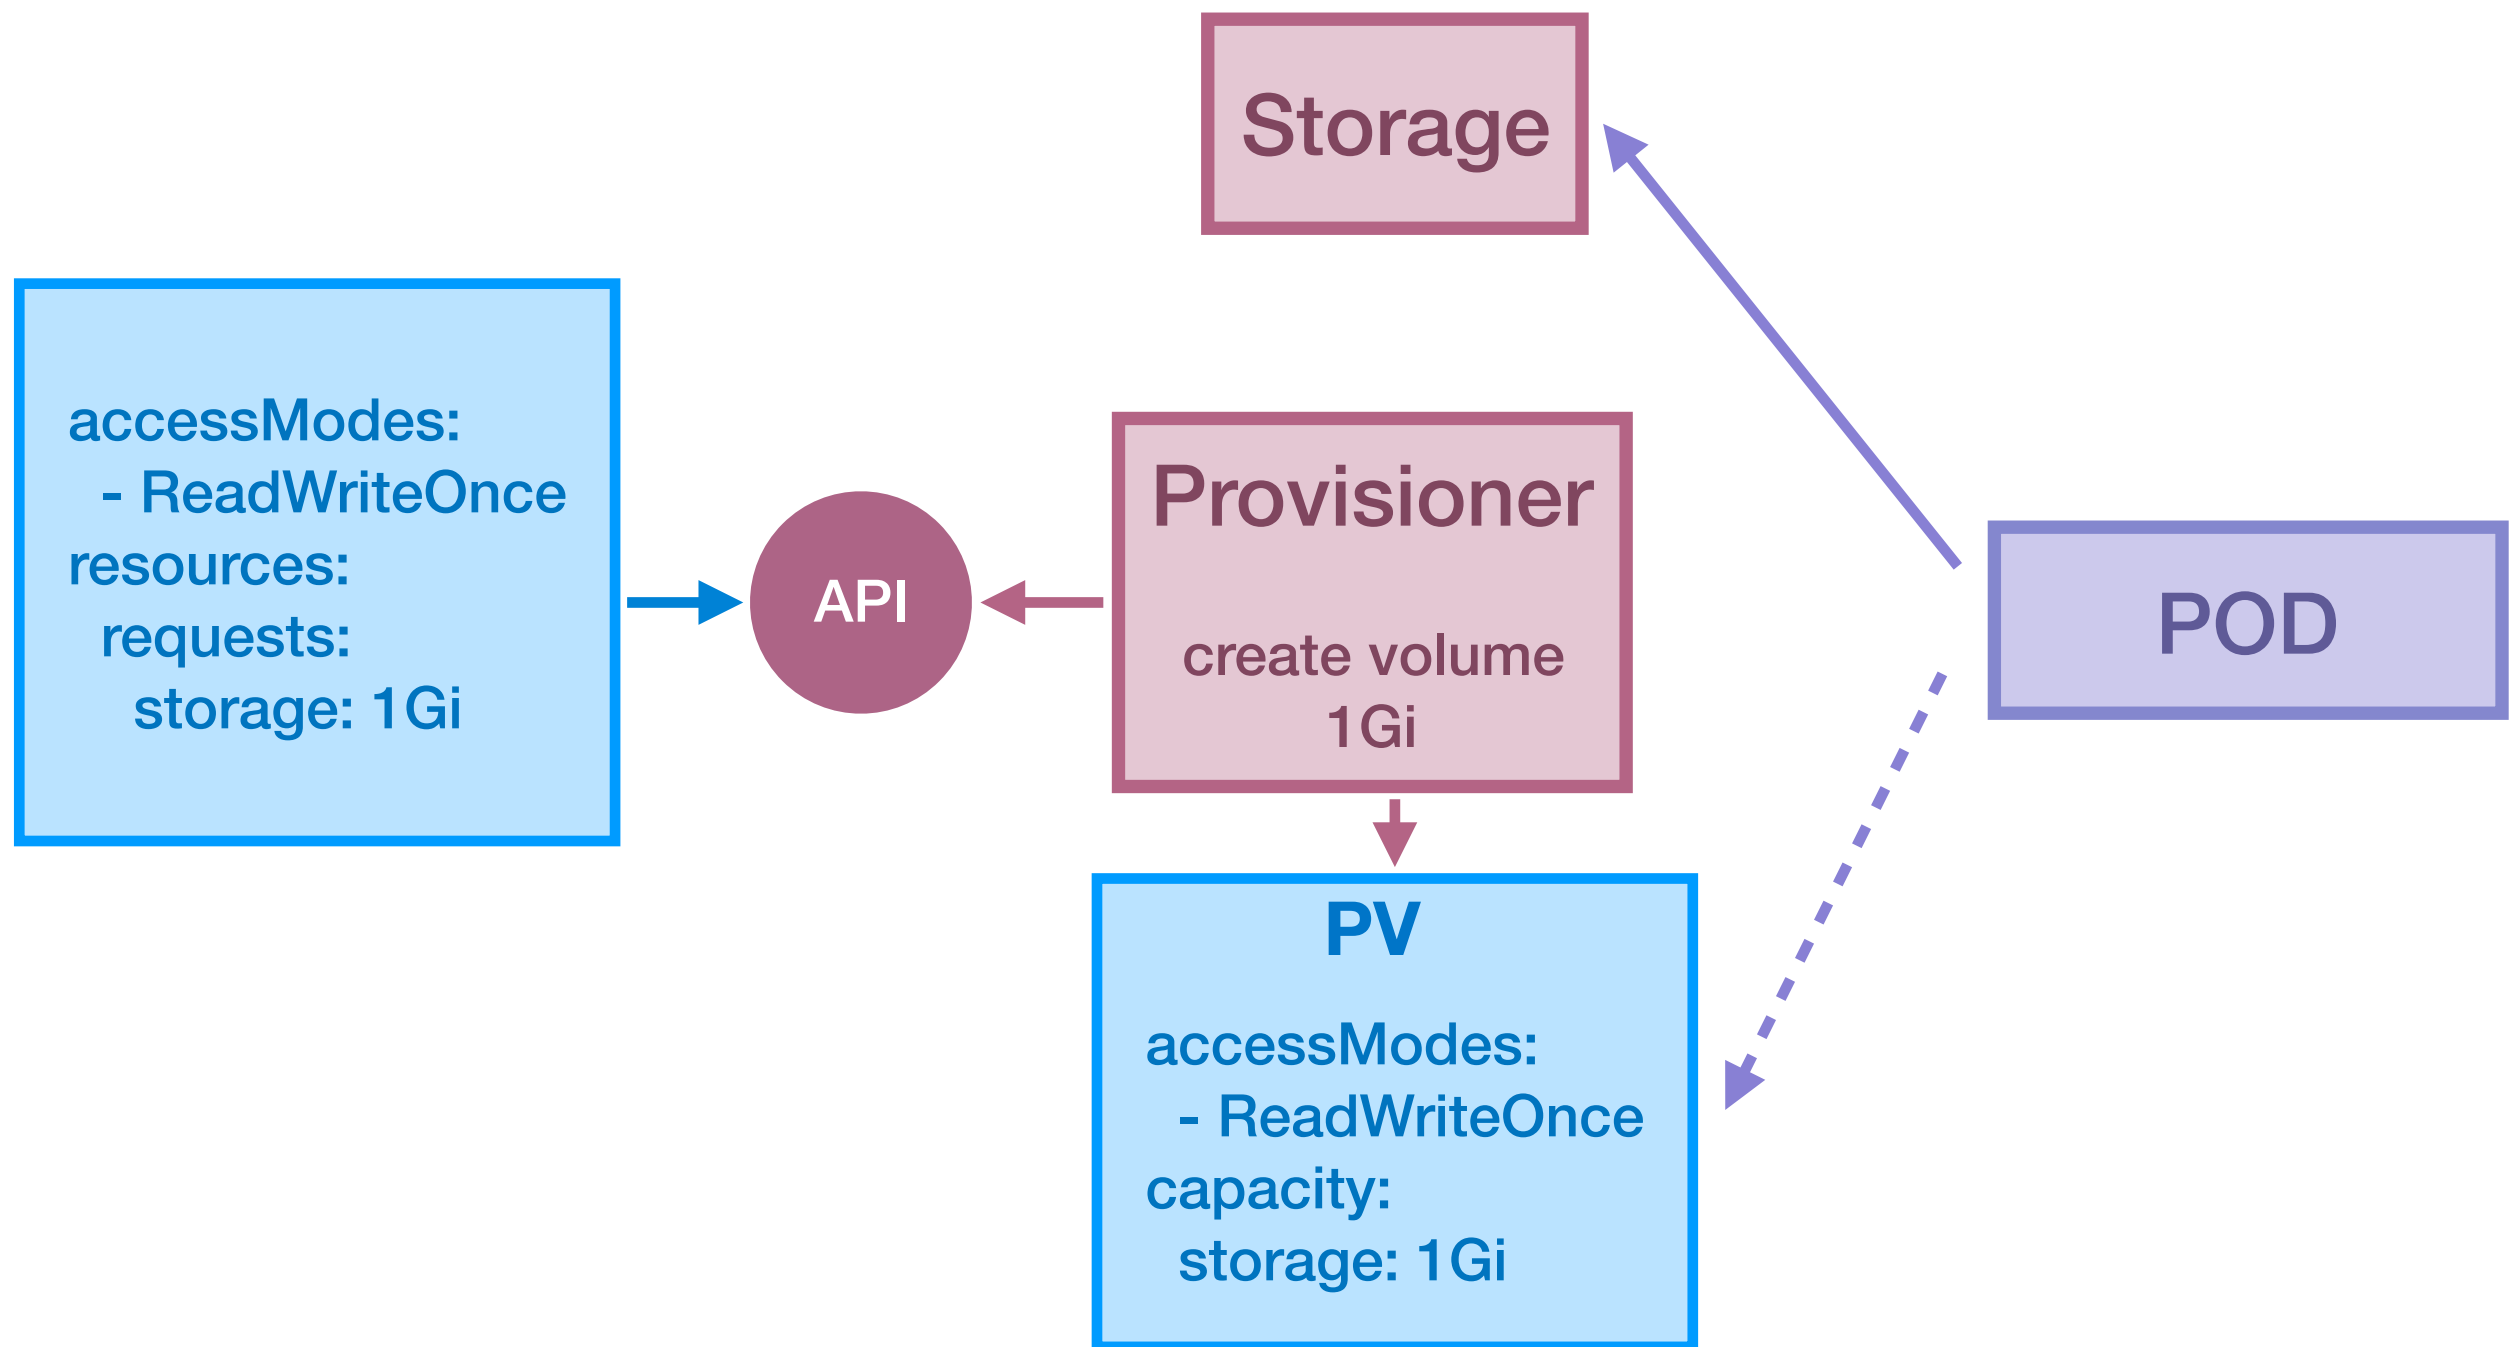 Storage
accessModes:
- ReadWriteOnce
resources:
requests:
storage: 1Gi
API
Provisioner
create volume
1Gi
POD
PV
accessModes:
- ReadWriteOnce
capacity:
storage: 1Gi